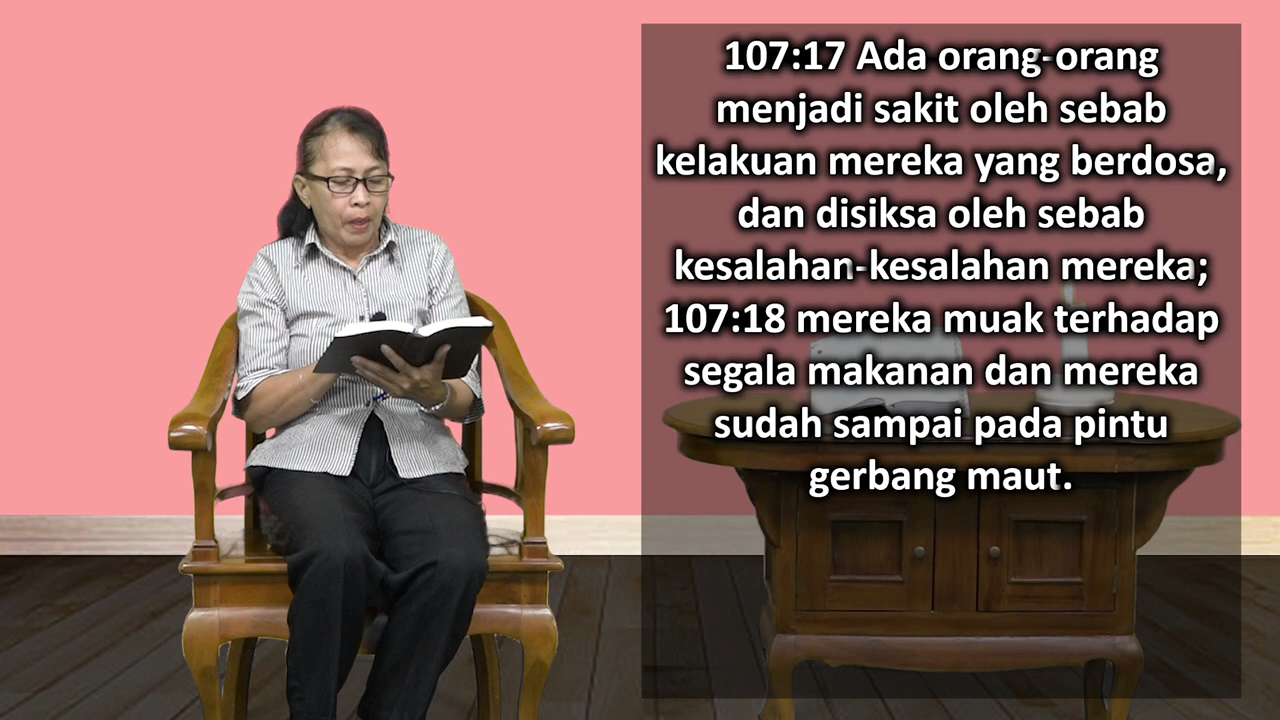 107:17 Ada orang-orang
menjadi sakit oleh sebab
kelakuan mereka yang berdosa,
dan disiksa oleh sebab
kesalahan-kesalahan mereka;
107:18 mereka muak terhadap
segala makanan dan mereka
sudah sampai pada pintu
gerbang maut.